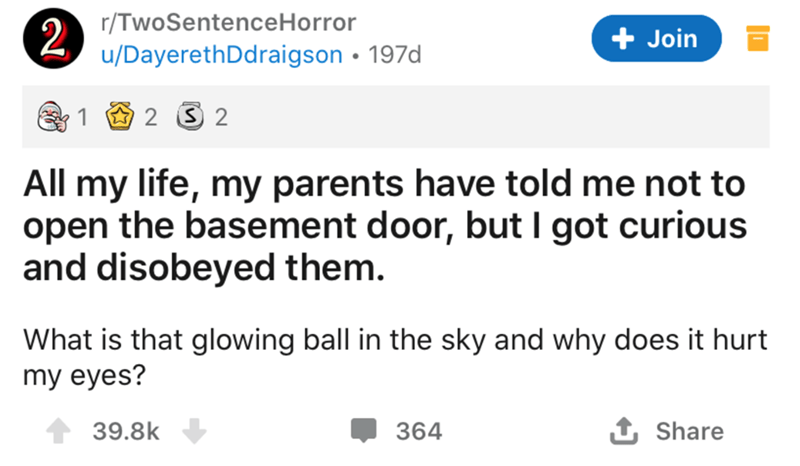 2
r/TwoSentenceHorror
u/DayerethDdraigson • 197d
+ Join
1 2 S 2
All my life, my parents have told me not to
open the basement door, but I got curious
and disobeyed them.
What is that glowing ball in the sky and why does it hurt
my eyes?
39.8k 364 Share